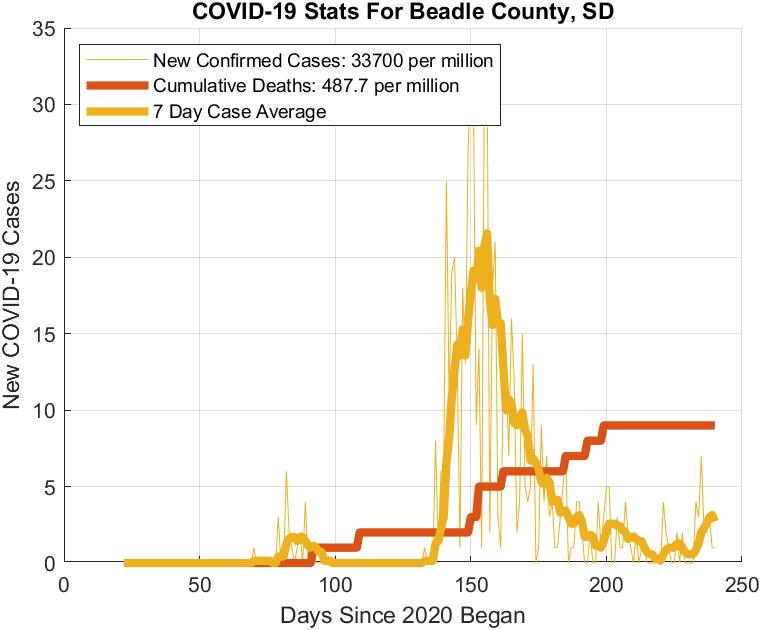 COVID-19 Stats For Beadle County, SD
35
New Confirmed Cases: 33700 per million
Cumulative Deaths: 487.7 per million
7 Day Case Average
30
25
20
15
10
5
0
New COVID-19 Cases
0 50 100 150 200 250
Days Since 2020 Began